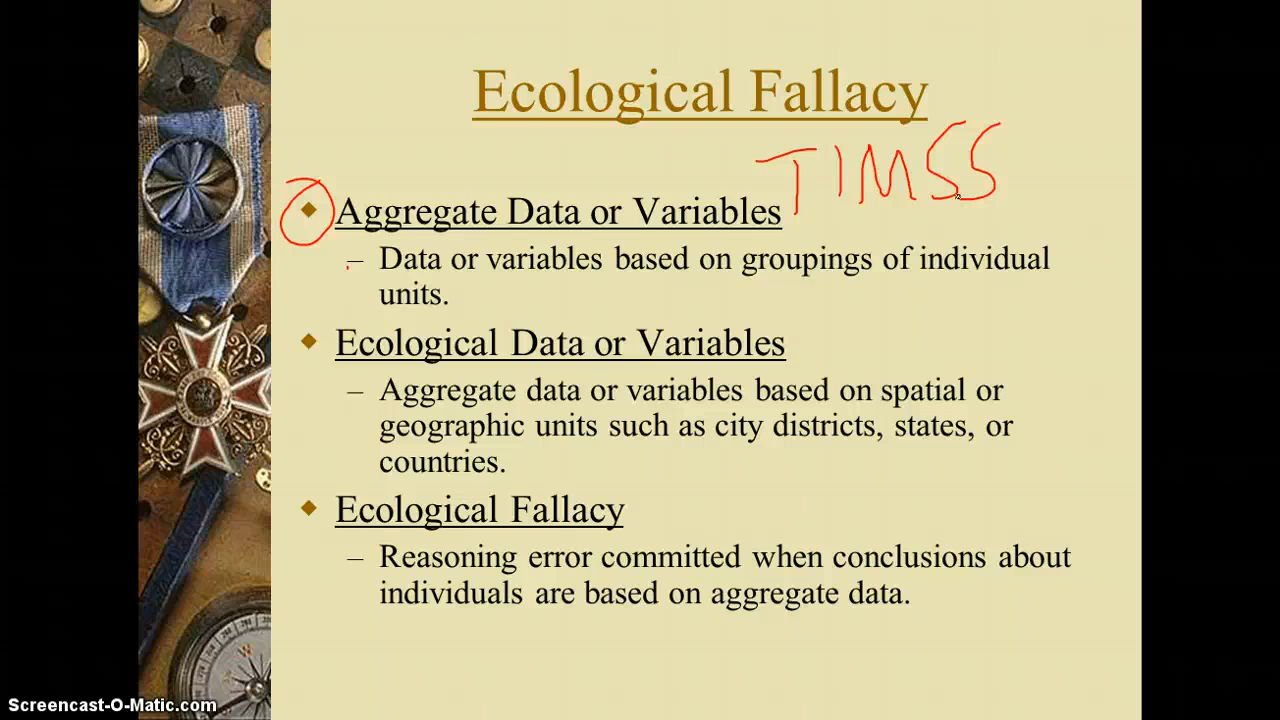 Ecological Fallacy
TIMSS
Aggregate Data or Variables
– Data or variables based on groupings of individual
units.
Ecological Data or Variables
– Aggregate data or variables based on spatial or
geographic units such as city districts, states, or
countries.
Ecological Fallacy
– Reasoning error committed when conclusions about
individuals are based on aggregate data.
Screencast-O-Matic.com